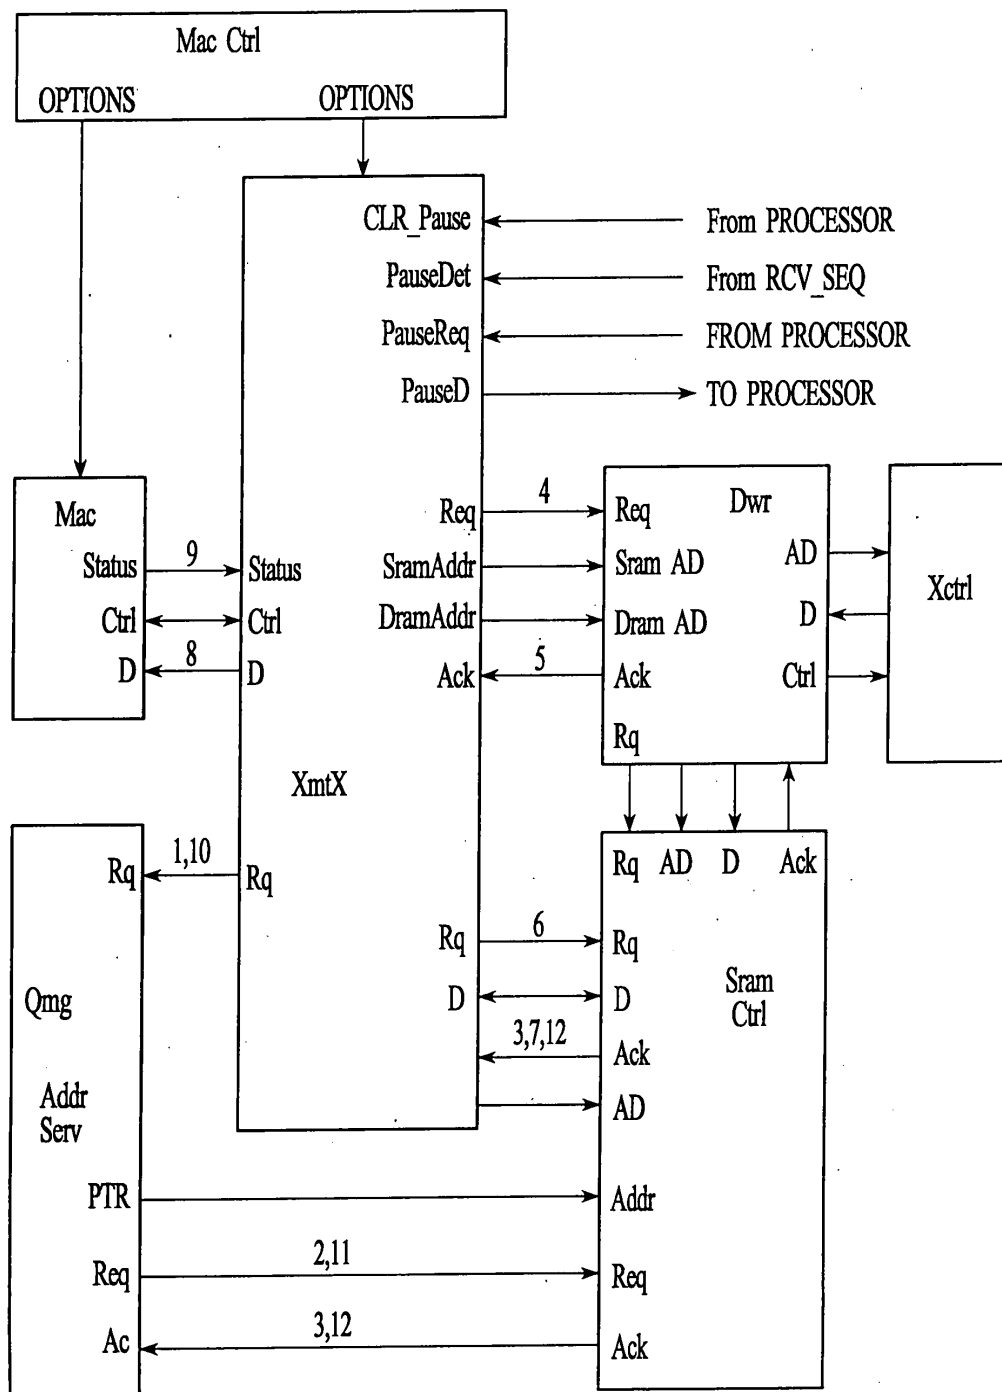 Mac Ctrl
OPTIONS OPTIONS
CLR_Pause From PROCESSOR
PauseDet From RCV_SEQ
PauseReq FROM PROCESSOR
PauseD TO PROCESSOR
Mac
Status 9 Status
Ctrl Ctrl
D 8 D
Req 4 Req Dwr
SramAddr Sram AD AD
DramAddr Dram AD D
Ack 5 Ack Ctrl
Rq
Xctrl
XmtX
Rq 1,10 Rq
Rq AD D Ack
Rq 6 Rq
D D
3,7,12 Ack
AD
Sram
Ctrl
Qmg
Addr
Serv
PTR Addr
Req 2,11 Req
Ac 3,12 Ack